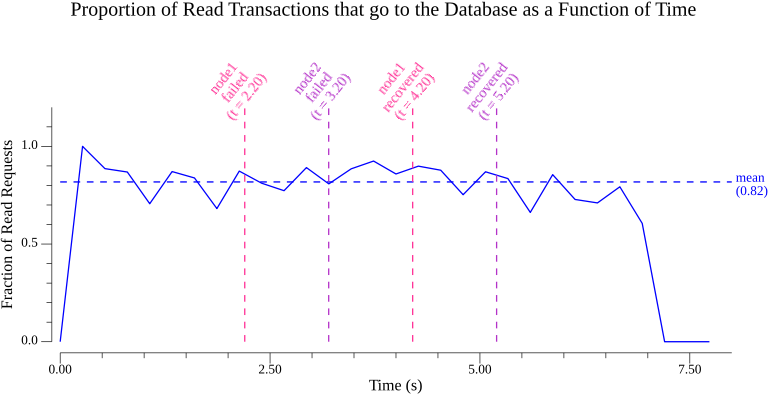 Proportion of Read Transactions that go to the Database as a Function of Time
node1
failed
(t = 2.20)
node2
failed
(t = 3.20)
node1
recovered
(t = 4.20)
node2
recovered
(t = 5.20)
Fraction of Read Requests
1.0
0.5
0.0
mean
(0.82)
0.00
2.50
5.00
7.50
Time (s)